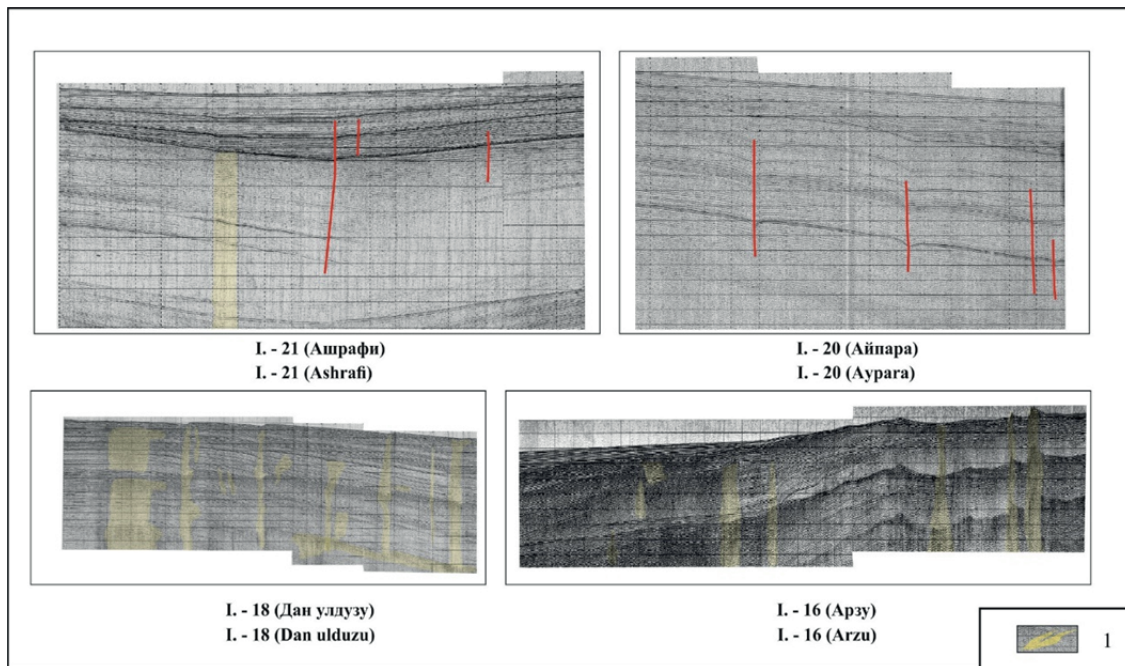 I. - 21 (Ашрафи)
I. - 21 (Ashrafi)
I. - 20 (Айпара)
I. - 20 (Aypara)
I. - 18 (Дан улдузу)
I. - 18 (Dan ulduzu)
I. - 16 (Арзу)
I. - 16 (Arzu)
1